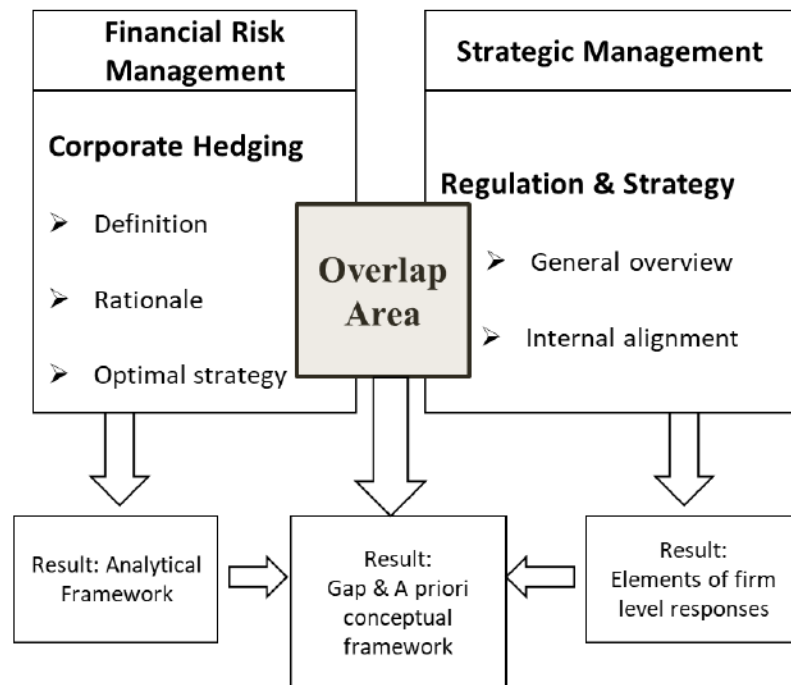 Financial Risk
Management
Corporate Hedging
➢ Definition
➢ Rationale
➢ Optimal strategy
Overlap
Area
Strategic Management
Regulation & Strategy
➢ General overview
➢ Internal alignment
Result: Analytical
Framework
Result:
Gap & A priori
conceptual
framework
Result:
Elements of firm
level responses